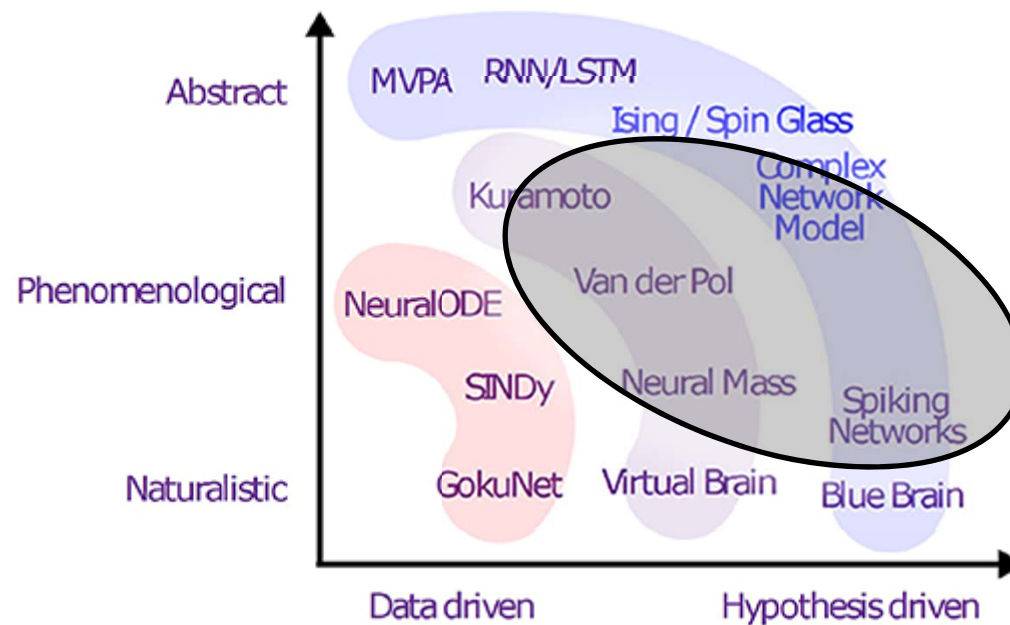 Abstract
MVPA
RNN/LSTM
Ising / Spin Glass
Complex
Network
Model
Kuramoto
Phenomenological
Van der Pol
NeuralODE
Neural Mass
SINDy
Spiking
Networks
Naturalistic
GokuNet
Virtual Brain
Blue Brain
Data driven
Hypothesis driven